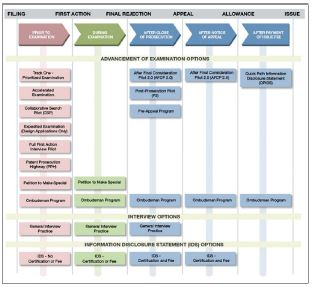 FILING FIRST ACTION FINAL REJECTION APPEAL ALLOWANCE ISSUE
PRIOR TO EXAMINATION
DURING EXAMINATION
AFTER-CLOSE OF PROSECUTION
AFTER-NOTICE OF APPEAL
AFTER PAYMENT OF ISSUE FEE
ADVANCEMENT OF EXAMINATION OPTIONS
Track One - Prioritized Examination
After Final Consideration Pilot 2.0 (AFCP 2.0)
After Final Consideration Pilot 2.0 (AFCP 2.0)
Quick Path Information Disclosure Statement (QPIDS)
Accelerated Examination
Post-Prosecution Pilot (P3)
Collaborative Search Pilot (CSP)
Pre-Appeal Program
Expedited Examination (Design Applications Only)
Full First Action Interview Pilot
Patent Prosecution Highway (PPH)
Petition to Make Special
Petition to Make Special
Ombudsman Program
Ombudsman Program
Ombudsman Program
Ombudsman Program
Ombudsman Program
INTERVIEW OPTIONS
General Interview Practice
General Interview Practice
General Interview Practice
INFORMATION DISCLOSURE STATEMENT (IDS) OPTIONS
IDS - No Certification or Fee
IDS - Certification or Fee
IDS - Certification and Fee
IDS - Certification and Fee